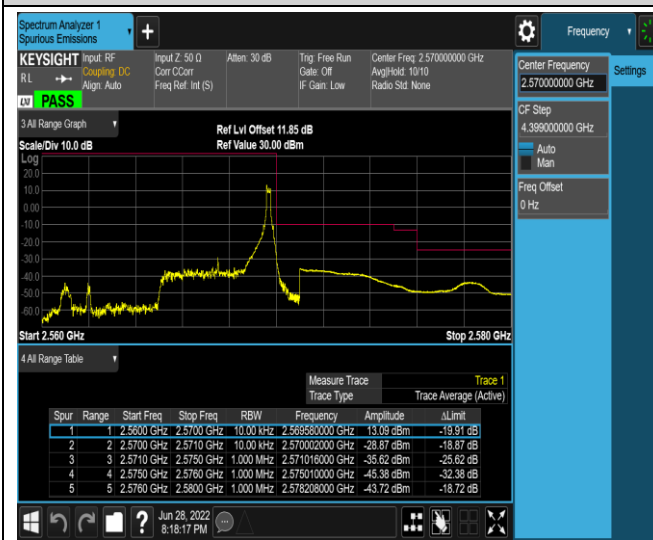 Spectrum Analyzer 1
Spurious Emissions
+
Frequency
KEYSIGHT
RL
LXI
PASS
Input: RF
Coupling: DC
Align: Auto
Input Z: 50 Ω
Corr CCorr
Freq Ref: Int (S)
Atten: 30 dB
Trig: Free Run
Gate: Off
IF Gain: Low
Center Freq: 2.570000000 GHz
Avg|Hold: 10/10
Radio Std: None
Center Frequency
2.570000000 GHz
Settings
CF Step
4.399000000 GHz
Auto
Man
Freq Offset
0 Hz
3 All Range Graph
Scale/Div 10.0 dB
Ref Lvl Offset 11.85 dB
Ref Value 30.00 dBm
Log
20.0
10.0
0.00
-10.0
-20.0
-30.0
-40.0
-50.0
-60.0
Start 2.560 GHz
Stop 2.580 GHz
4 All Range Table
Measure Trace Trace 1
Trace Type Trace Average (Active)
Spur Range Start Freq Stop Freq RBW Frequency Amplitude ΔLimit
1 1 2.5600 GHz 2.5700 GHz 10.00 kHz 2.569580000 GHz 13.09 dBm -19.91 dB
2 2 2.5700 GHz 2.5710 GHz 10.00 kHz 2.570002000 GHz -28.87 dBm -18.87 dB
3 3 2.5710 GHz 2.5750 GHz 1.000 MHz 2.571016000 GHz -35.62 dBm -25.62 dB
4 4 2.5750 GHz 2.5760 GHz 1.000 MHz 2.575010000 GHz -45.38 dBm -32.38 dB
5 5 2.5760 GHz 2.5800 GHz 1.000 MHz 2.578208000 GHz -43.72 dBm -18.72 dB
?
Jun 28, 2022
8:18:17 PM